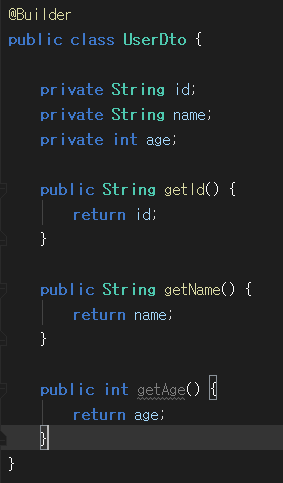 @Builder
public class UserDto {
private String id;
private String name;
private int age;
public String getId() {
return id;
}
public String getName() {
return name;
}
public int getAge() {
return age;
}
}